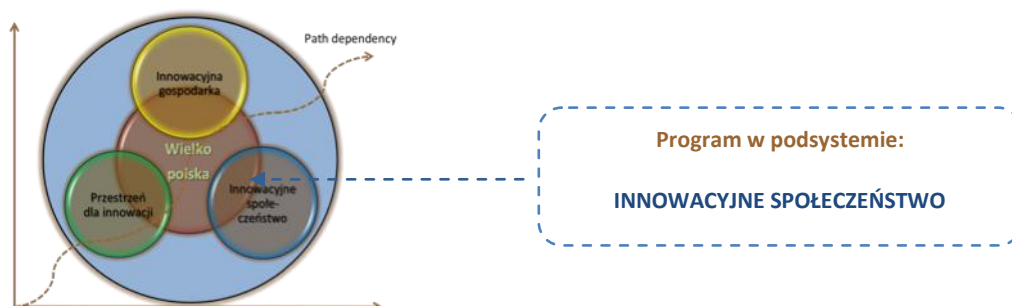 Path dependency
Innowacyjna
gospodarka
Wielko
polska
Przestrzeń
dla innowacji
Innowacyjne
społe-
czeństwo
Program w podsystemie:
INNOWACYJNE SPOŁECZEŃSTWO